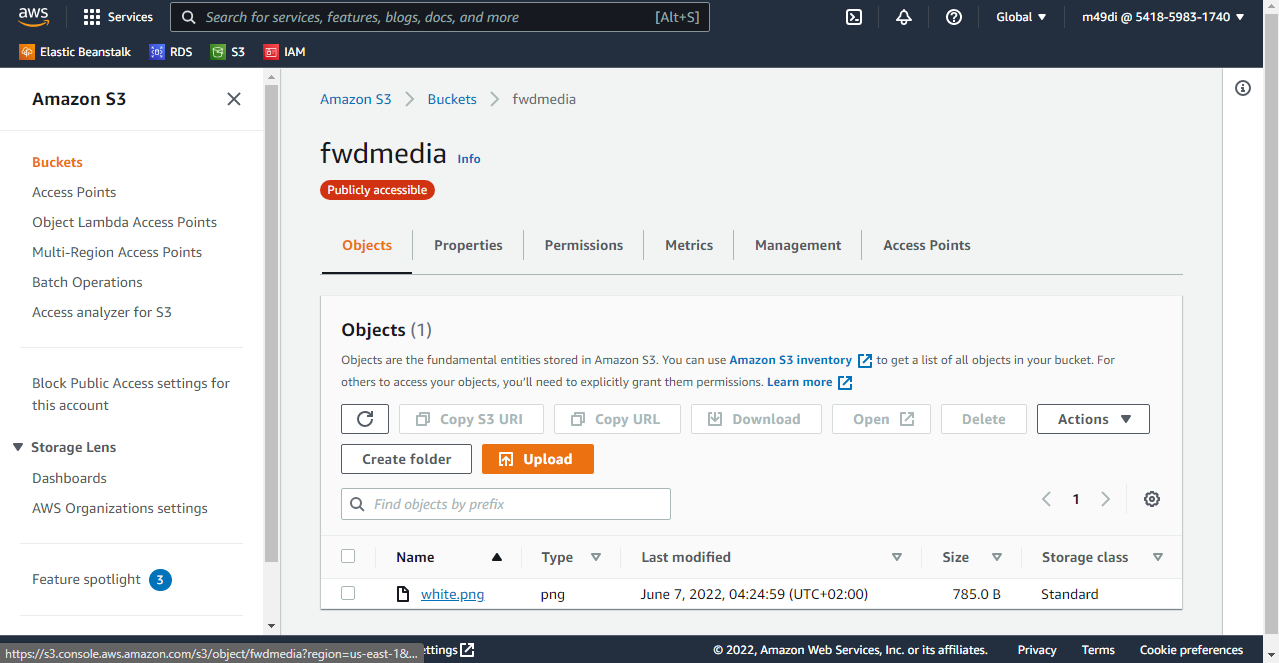 aws
Services
Search for services, features, blogs, docs, and more
[Alt+S]
Global
m49di @ 5418-5983-1740
Elastic Beanstalk
RDS
S3
IAM
Amazon S3
Buckets
Access Points
Object Lambda Access Points
Multi-Region Access Points
Batch Operations
Access analyzer for S3
Block Public Access settings for
this account
Storage Lens
Dashboards
AWS Organizations settings
Feature spotlight 3
Amazon S3 > Buckets > fwdmedia
fwdmedia Info
Publicly accessible
Objects
Properties
Permissions
Metrics
Management
Access Points
Objects (1)
Objects are the fundamental entities stored in Amazon S3. You can use Amazon S3 inventory to get a list of all objects in your bucket. For
others to access your objects, you'll need to explicitly grant them permissions. Learn more
Copy S3 URI
Copy URL
Download
Open
Delete
Actions
Create folder
Upload
Find objects by prefix
1
Name
Type
Last modified
Size
Storage class
white.png
png
June 7, 2022, 04:24:59 (UTC+02:00)
785.0 B
Standard
https://s3.console.aws.amazon.com/s3/object/fwdmedia?region=us-east-1&...
ettings
© 2022, Amazon Web Services, Inc. or its affiliates.
Privacy
Terms
Cookie preferences